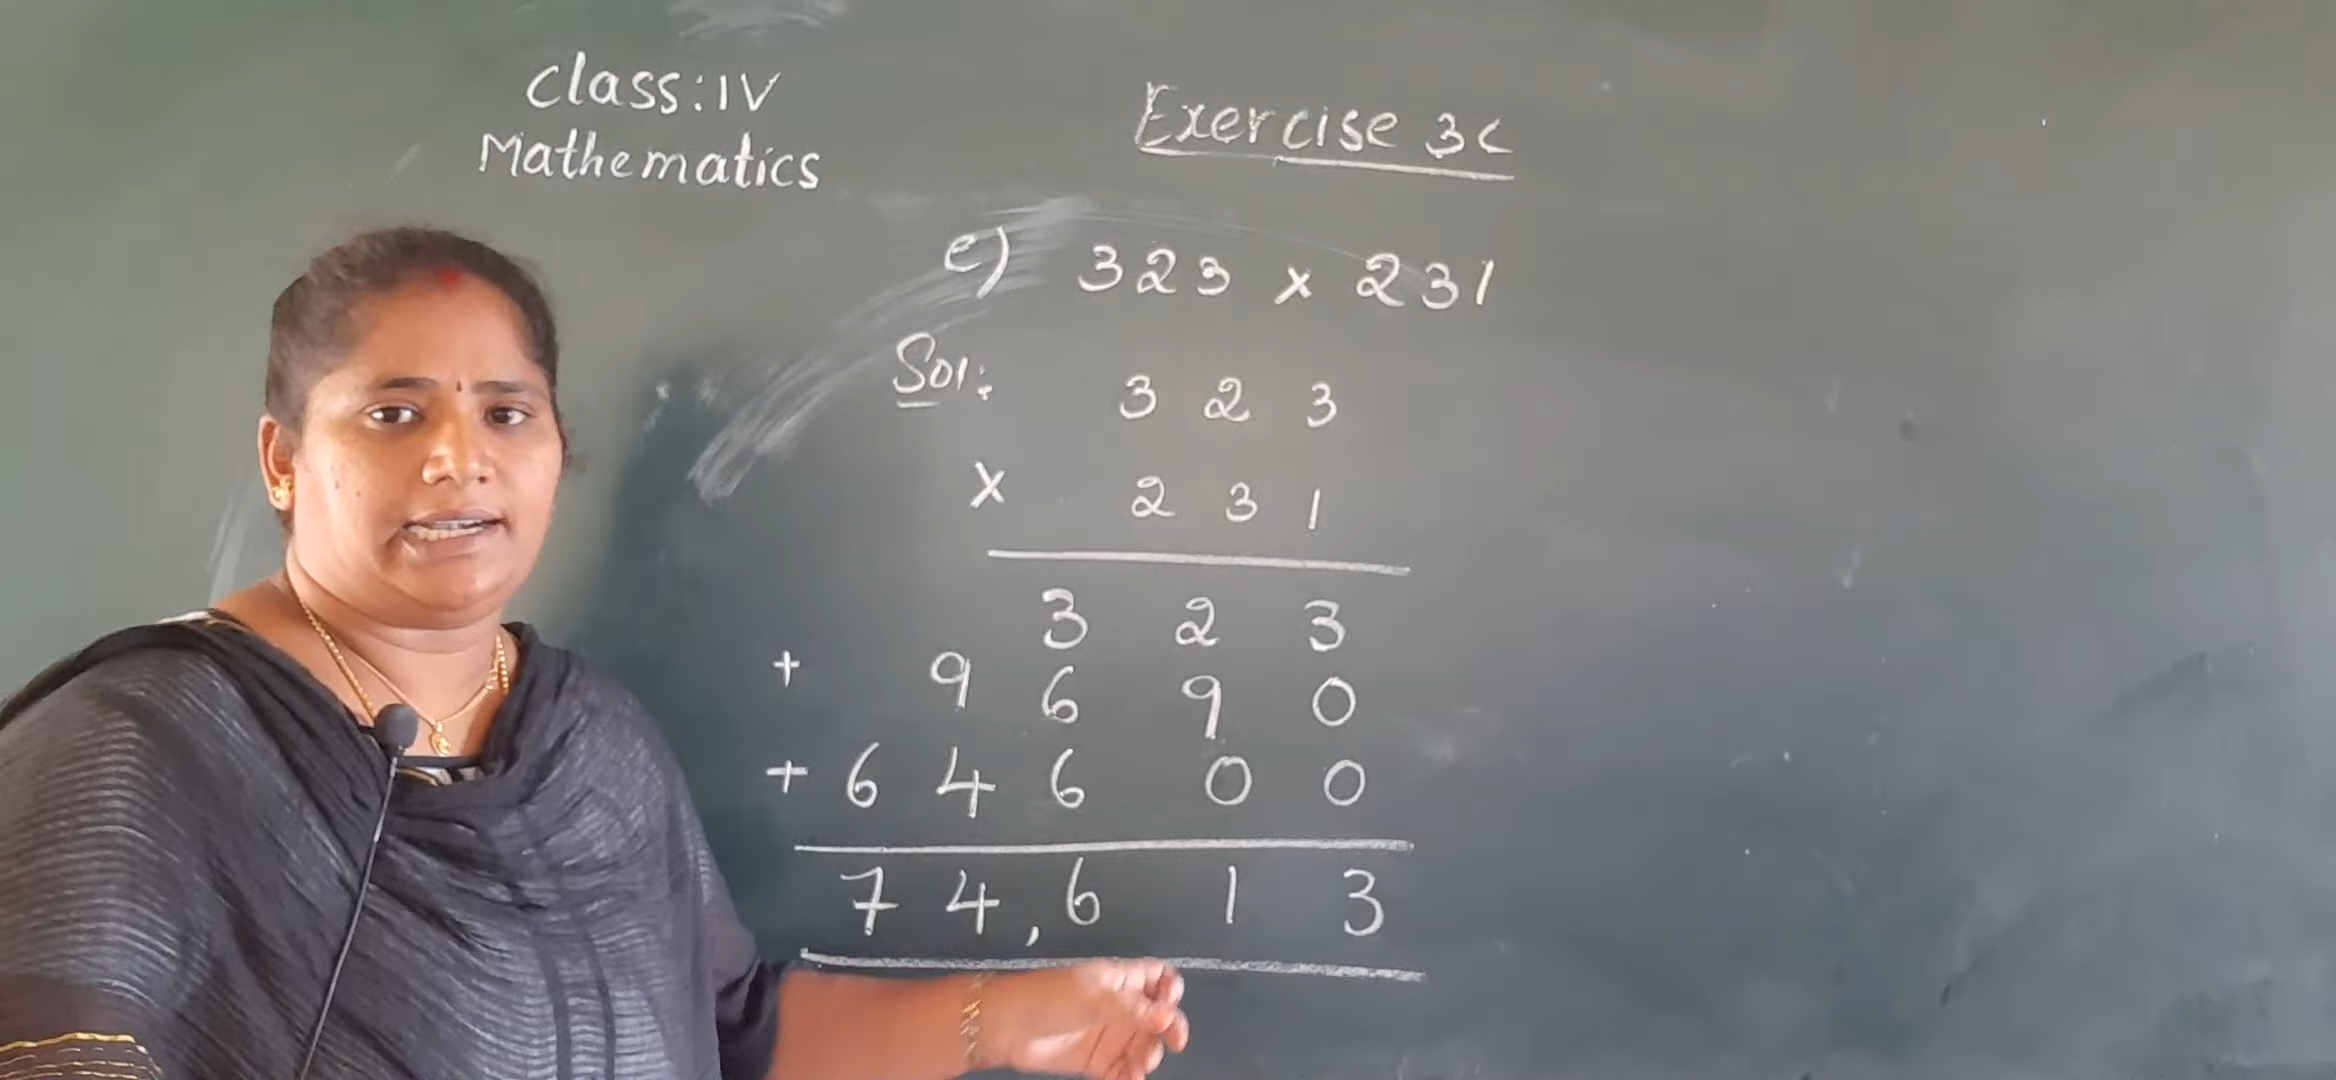 Class: IV
Mathematics
Exercise 3c
e) 323 x 231
Sol:
3 2 3
x 2 3 1
3 2 3
+ 9 6 9 0
+ 6 4 6 0 0
7 4, 6 1 3